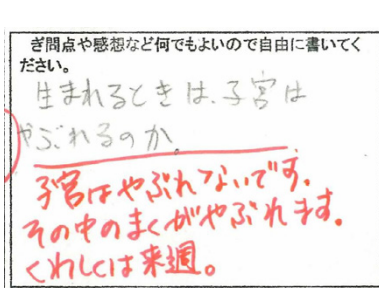 ぎ問点や感想など何でもよいので自由に書いてく
ださい。
生まれるときは、子宮は
やぶれるのか。
子宮はやぶれないです。
その中のまくがやぶれます。
くわしくは来週。